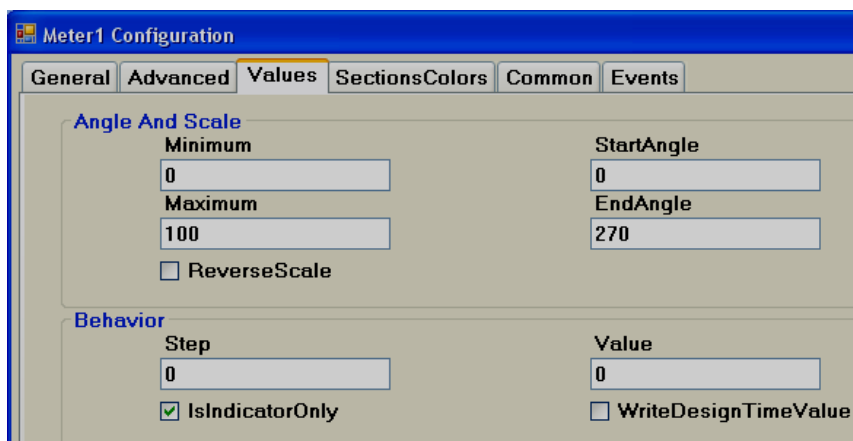 Meter1 Configuration
General Advanced Values SectionsColors Common Events
Angle And Scale
Minimum StartAngle
0 0
Maximum EndAngle
100 270
ReverseScale
Behavior
Step Value
0 0
IsIndicatorOnly WriteDesignTimeValue